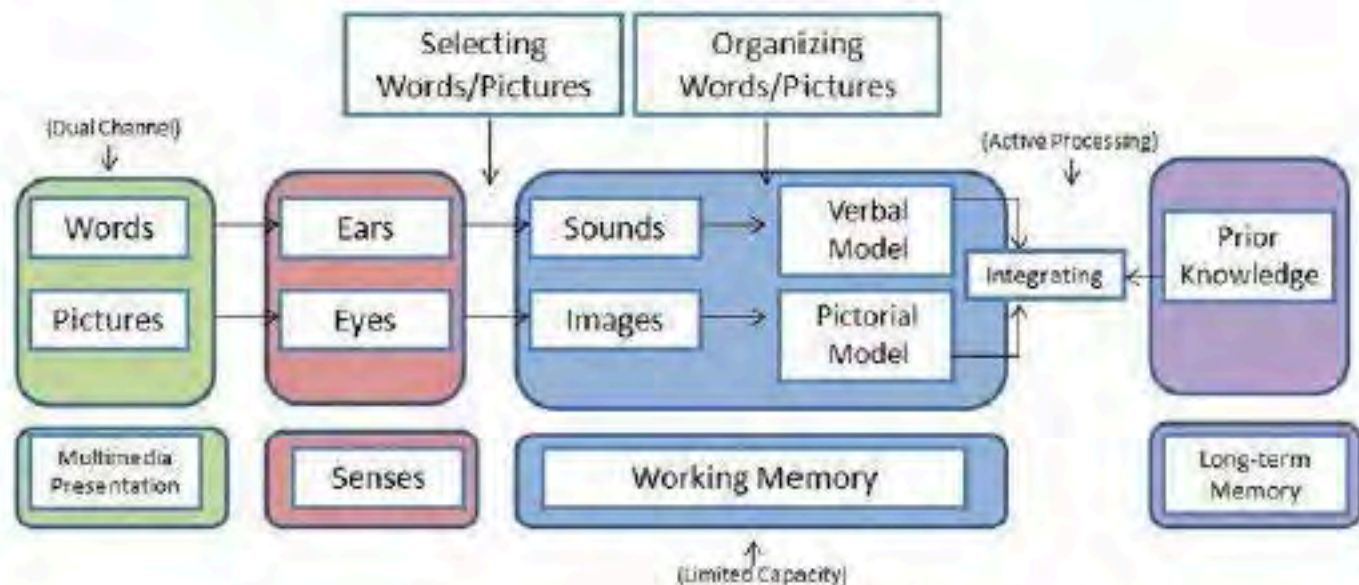 Selecting
Words/Pictures
Organizing
Words/Pictures
(Dual Channel)
(Active Processing)
Words
Ears
Sounds
Verbal
Model
Integrating
Prior
Knowledge
Pictures
Eyes
Images
Pictorial
Model
Multimedia
Presentation
Senses
Working Memory
Long-term
Memory
(Limited Capacity)